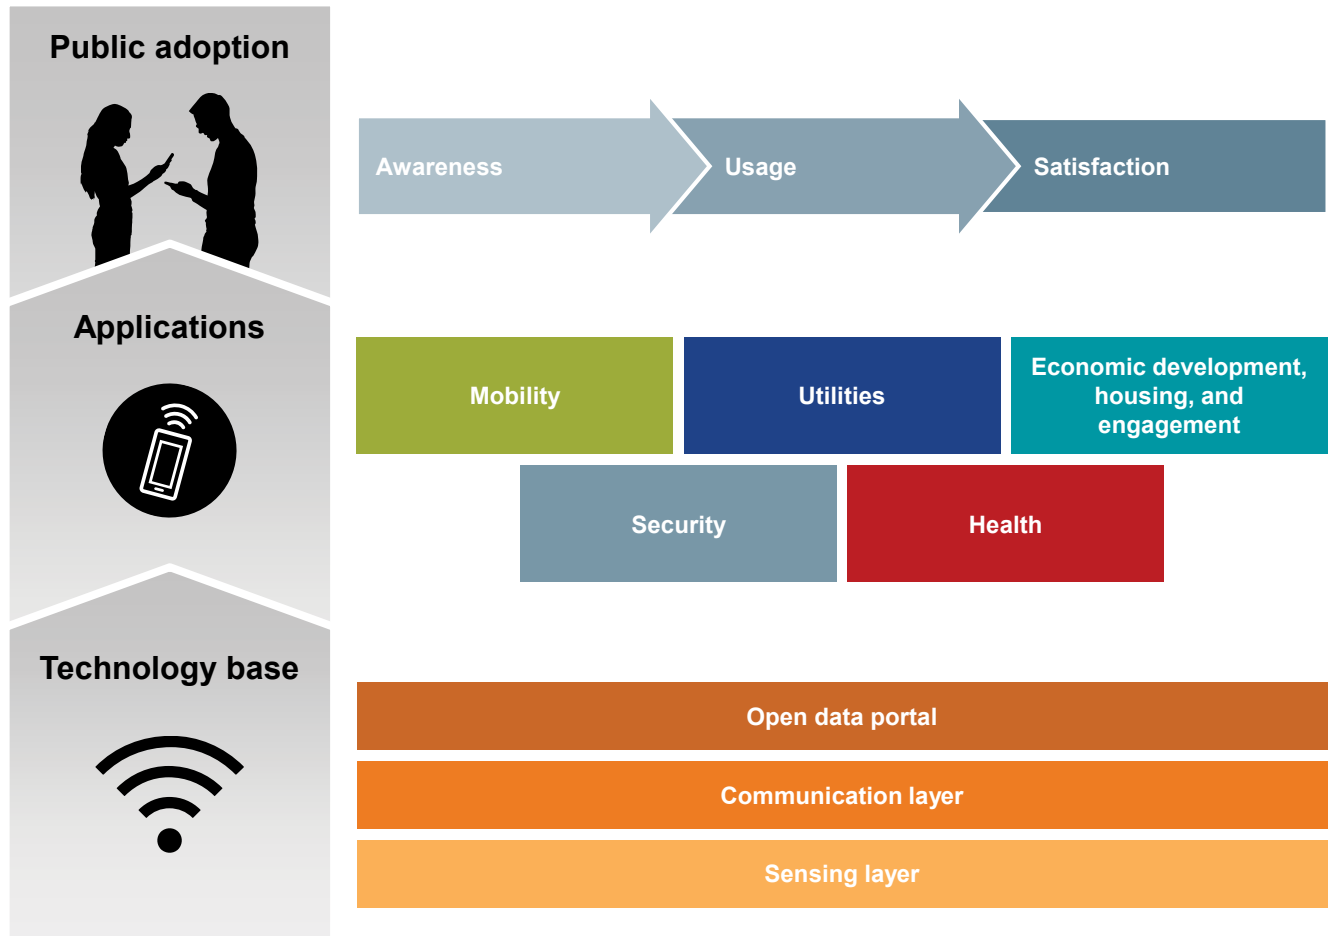 Public adoption
Awareness
Usage
Satisfaction
Applications
Mobility
Utilities
Economic development,
housing, and
engagement
Security
Health
Technology base
Open data portal
Communication layer
Sensing layer